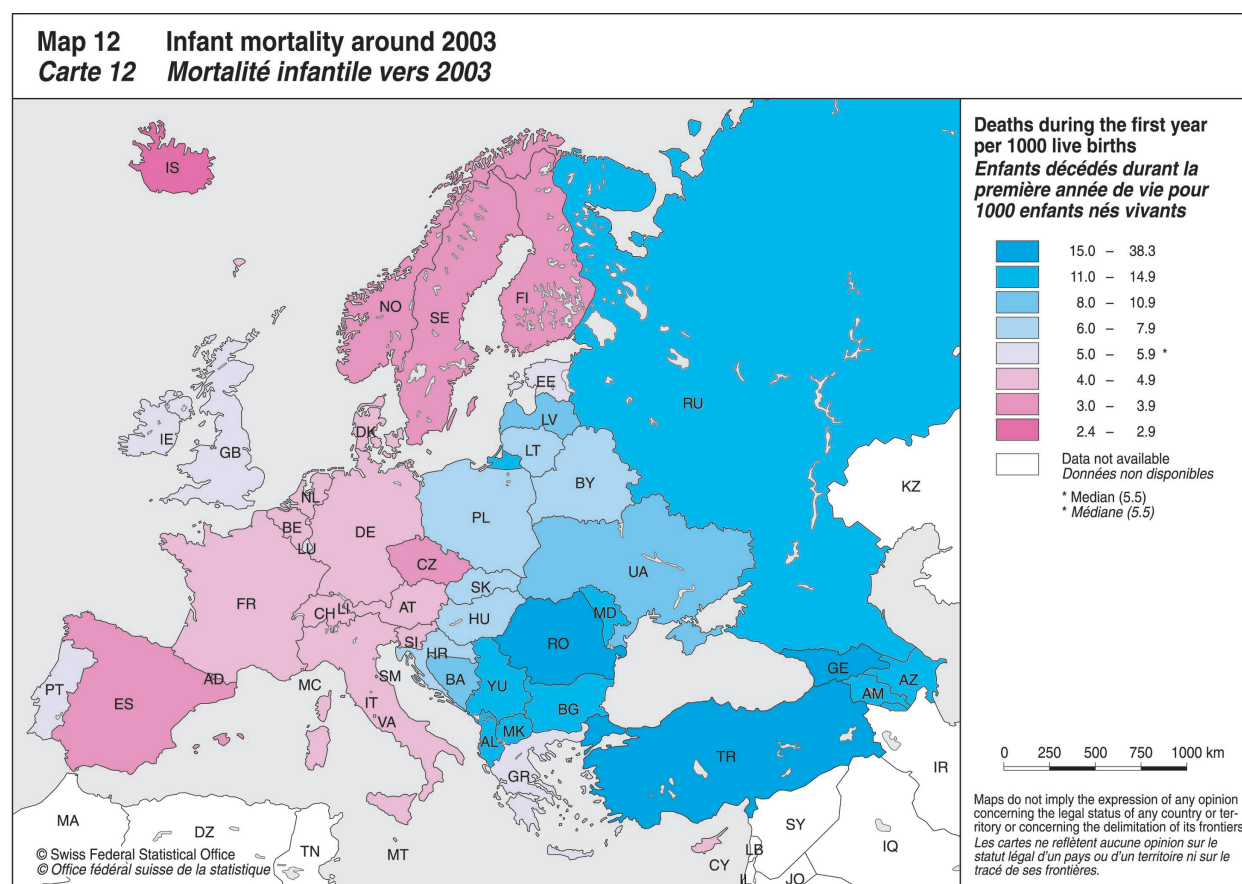 Map 12 Infant mortality around 2003
Carte 12 Mortalité infantile vers 2003
Deaths during the first year
per 1000 live births
Enfants décédés durant la
première année de vie pour
1000 enfants nés vivants
15.0 – 38.3
11.0 – 14.9
8.0 – 10.9
6.0 – 7.9
5.0 – 5.9 *
4.0 – 4.9
3.0 – 3.9
2.4 – 2.9
Data not available
Données non disponibles
* Median (5.5)
* Médiane (5.5)
IS
NO
SE
FI
RU
EE
LV
LT
DK
IE
GB
BY
KZ
NL
BE
LU
DE
PL
CZ
UA
SK
FR
CH
LI
AT
HU
MD
SI
HR
RO
BA
YU
GE
AZ
AM
PT
ES
AD
MC
SM
IT
VA
BG
MK
AL
GR
TR
IR
MA
DZ
TN
MT
CY
SY
LB
IQ
IL
JO
0 250 500 750 1000 km
Maps do not imply the expression of any opinion
concerning the legal status of any country or ter-
ritory or concerning the delimitation of its frontiers.
Les cartes ne reflètent aucune opinion sur le
statut légal d'un pays ou d'un territoire ni sur le
tracé de ses frontières.
© Swiss Federal Statistical Office
© Office fédéral suisse de la statistique